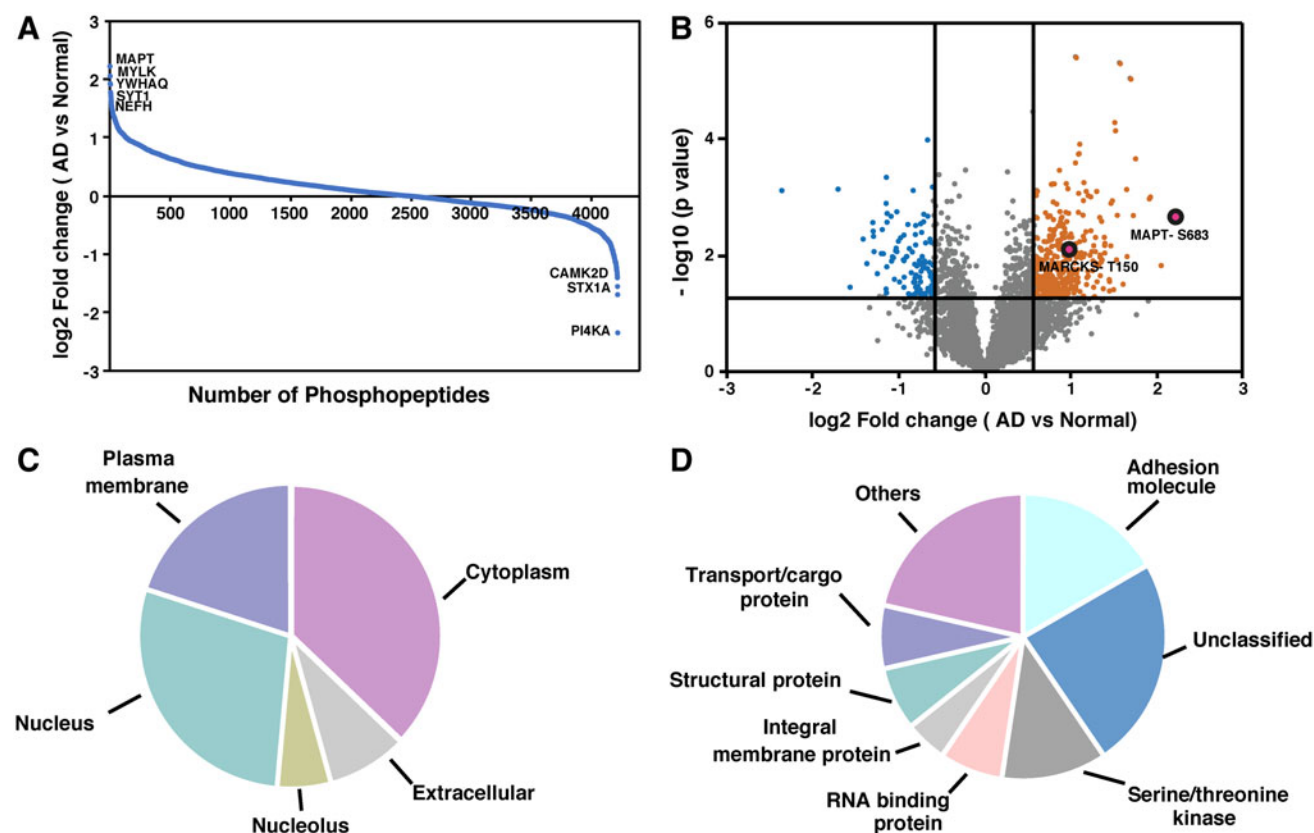 A
log2 Fold change ( AD vs Normal)
3
2
1
0
-1
-2
-3
MAPT
MYLK
YWHAQ
SYT1
NEFH
500 1000 1500 2000 2500 3000 3500 4000
CAMK2D
STX1A
PI4KA
Number of Phosphopeptides
B
- log10 (p value)
6
4
2
0
MAPT- S683
MARCKS- T150
-3 -2 -1 0 1 2 3
log2 Fold change ( AD vs Normal)
C
Plasma
membrane
Cytoplasm
Nucleus
Extracellular
Nucleolus
D
Adhesion
molecule
Others
Transport/cargo
protein
Unclassified
Structural protein
Integral
membrane protein
RNA binding
protein
Serine/threonine
kinase